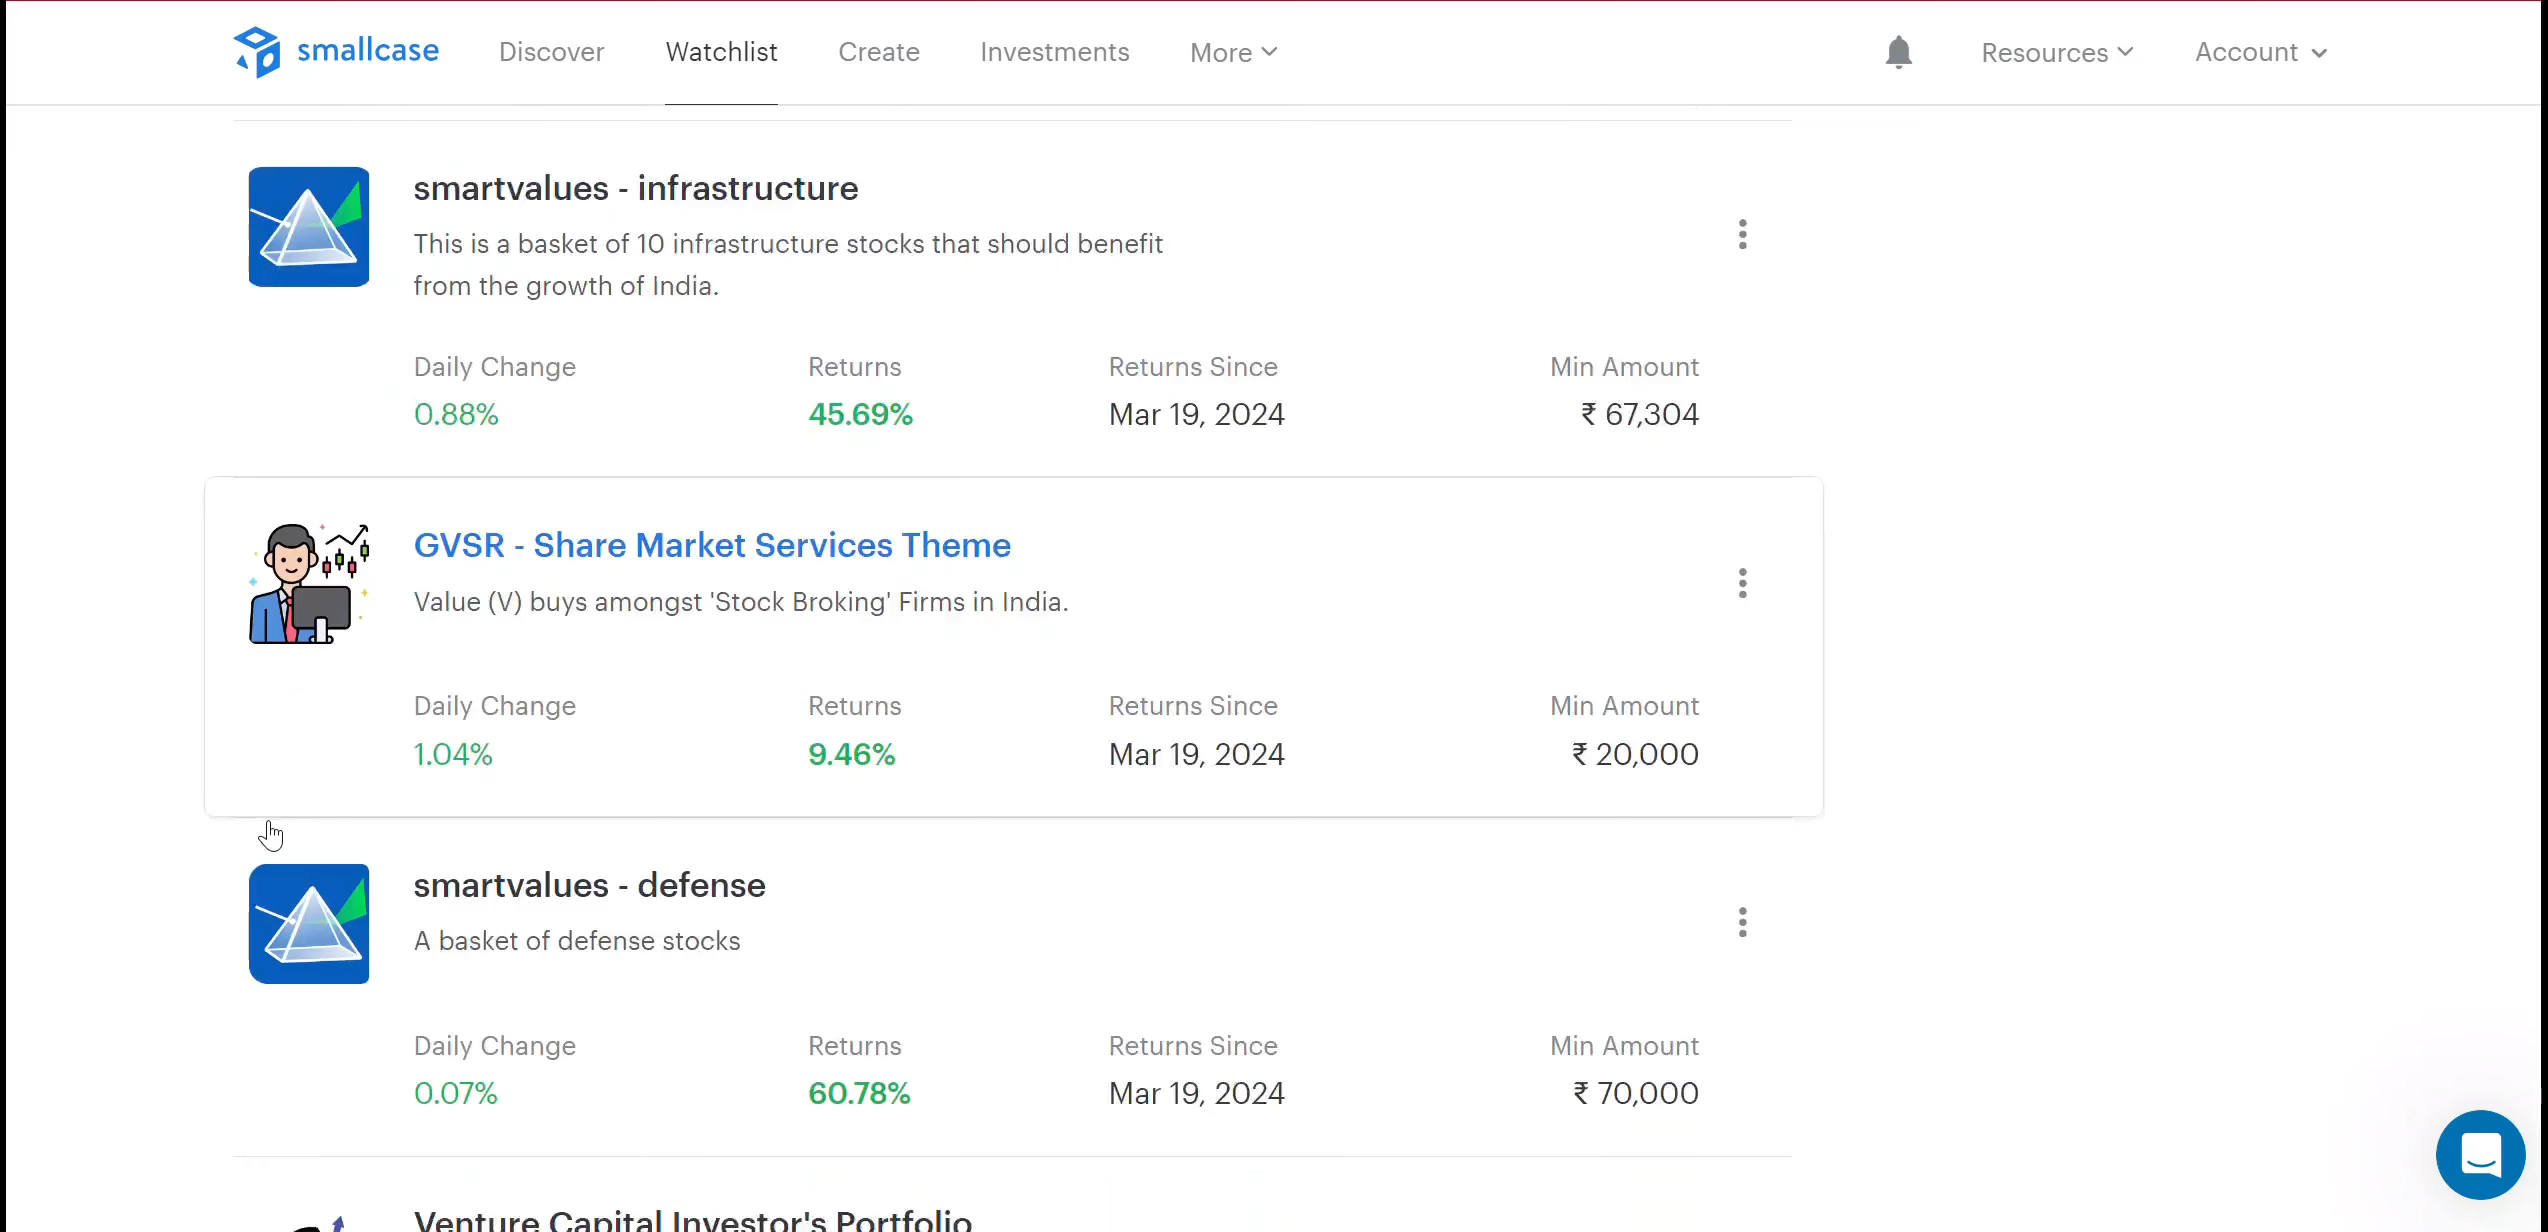 smallcase Discover Watchlist Create Investments More Resources Account
smartvalues - infrastructure
This is a basket of 10 infrastructure stocks that should benefit
from the growth of India.
Daily Change Returns Returns Since Min Amount
0.88% 45.69% Mar 19, 2024 ₹ 67,304
GVSR - Share Market Services Theme
Value (V) buys amongst 'Stock Broking' Firms in India.
Daily Change Returns Returns Since Min Amount
1.04% 9.46% Mar 19, 2024 ₹ 20,000
smartvalues - defense
A basket of defense stocks
Daily Change Returns Returns Since Min Amount
0.07% 60.78% Mar 19, 2024 ₹ 70,000
Venture Capital Investor's Portfolio